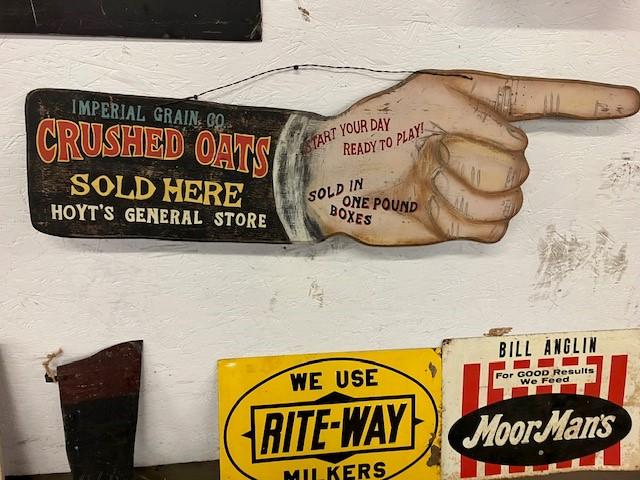 IMPERIAL GRAIN CO.
CRUSHED OATS
SOLD HERE
HOYT'S GENERAL STORE
START YOUR DAY
READY TO PLAY!
SOLD IN
ONE POUND
BOXES
WE USE
RITE-WAY
MILKERS
BILL ANGLIN
For GOOD Results
We Feed
MoorMan's